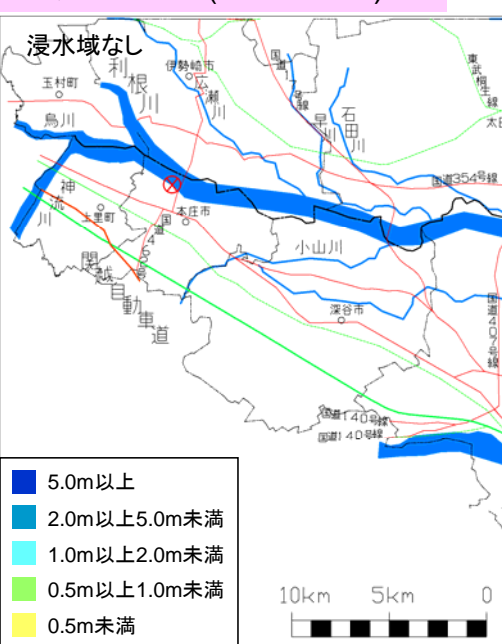 浸水域なし
利根川
伊勢崎市
広瀬川
国道17号線
早川
石田川
東武桐生線
太田
玉村町
烏川
国道354号線
神流川
上里町
本庄市
国道462号
小山川
関越自動車道
深谷市
国道407号線
国道140号線
国道140号線
5.0m以上
2.0m以上5.0m未満
1.0m以上2.0m未満
0.5m以上1.0m未満
0.5m未満
10km 5km 0